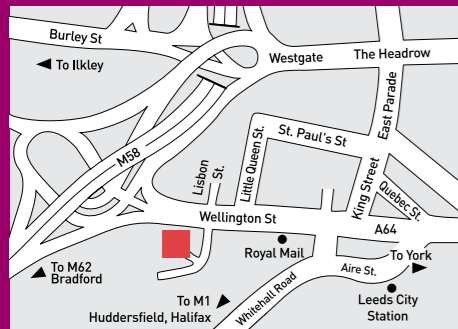 Burley St
To Ilkley
Westgate
The Headrow
East Parade
M58
Lisbon
St.
Little Queen St.
St. Paul's St
King Street
Quebec St.
Wellington St
A64
Royal Mail
To York
Aire St.
To M62
Bradford
To M1
Huddersfield, Halifax
Whitehall Road
Leeds City
Station